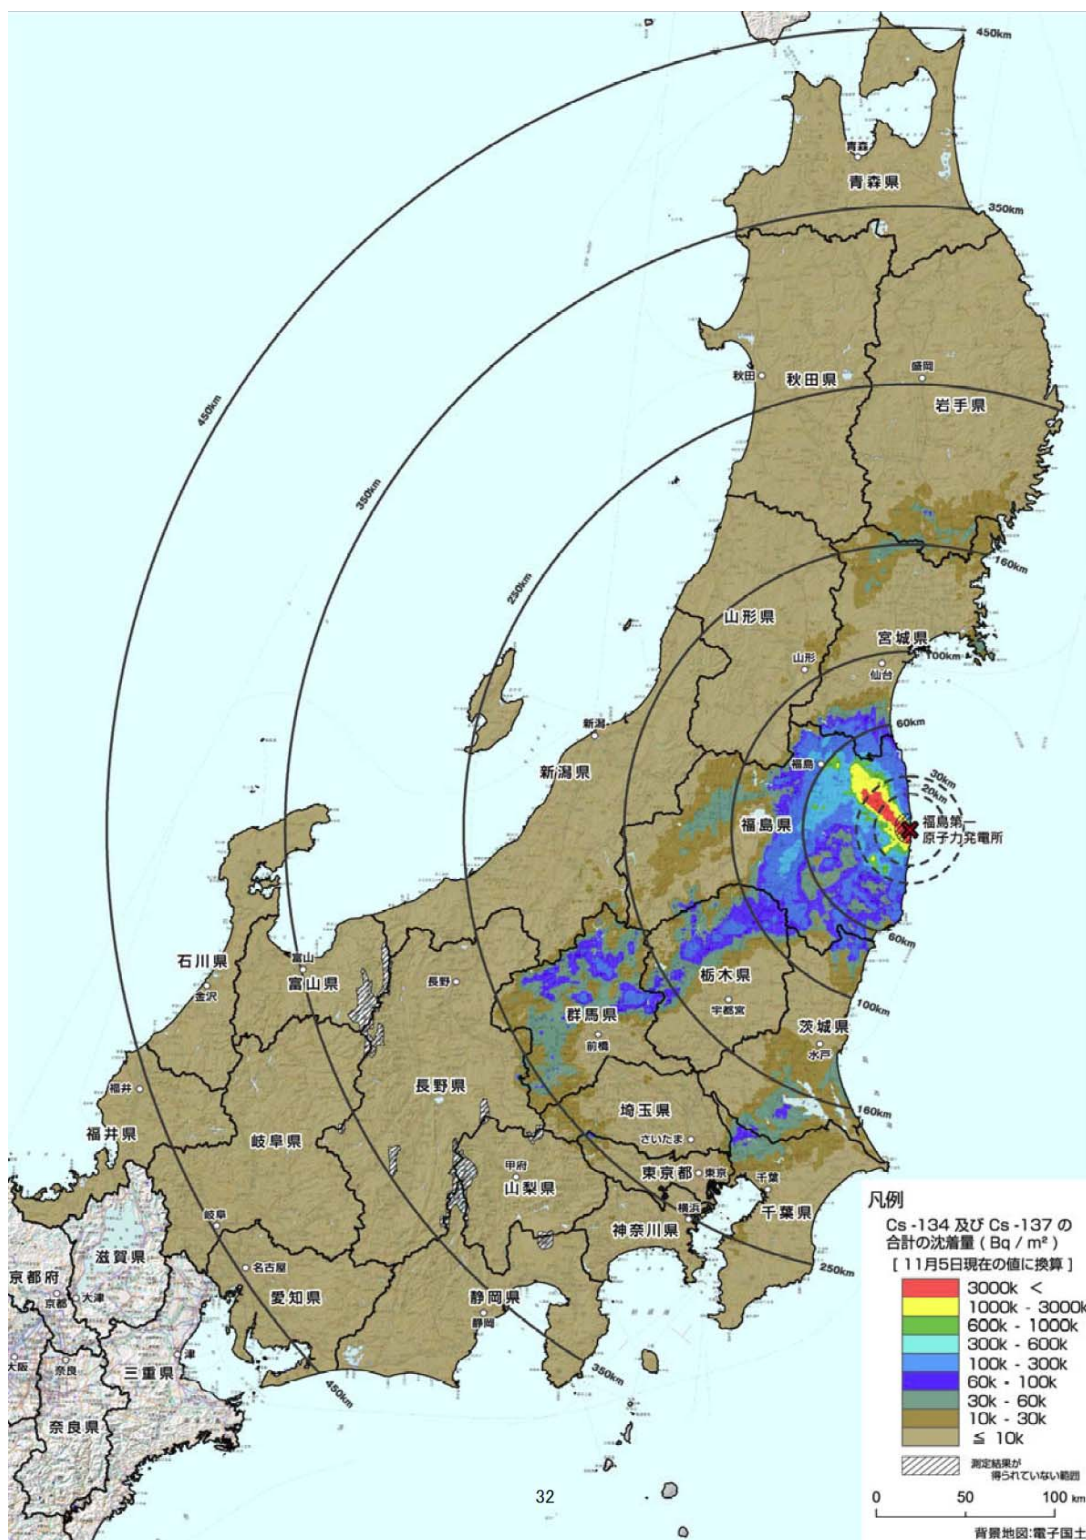 450km
青森
青森県
350km
450km
秋田
秋田県
盛岡
岩手県
350km
250km
160km
山形県
宮城県
100km
山形
仙台
新潟
60km
新潟県
福島
30km
20km
福島県
福島第一
原子力発電所
60km
石川県
富山
金沢
富山県
長野
栃木県
100km
群馬県
宇都宮
茨城県
前橋
水戸
長野県
福井
埼玉県
160km
福井県
岐阜県
さいたま
甲府
東京都
東京
山梨県
千葉
岐阜
横浜
千葉県
神奈川県
滋賀県
名古屋
250km
京都府
京都
大津
愛知県
静岡県
静岡
大阪
奈良
津
三重県
350km
450km
奈良県
凡例
Cs -134 及び Cs -137 の
合計の沈着量 ( Bq / m² )
[ 11月5日現在の値に換算 ]
3000k <
1000k - 3000k
600k - 1000k
300k - 600k
100k - 300k
60k - 100k
30k - 60k
10k - 30k
≦ 10k
測定結果が
得られていない範囲
32
0 50 100 km
背景地図:電子国土